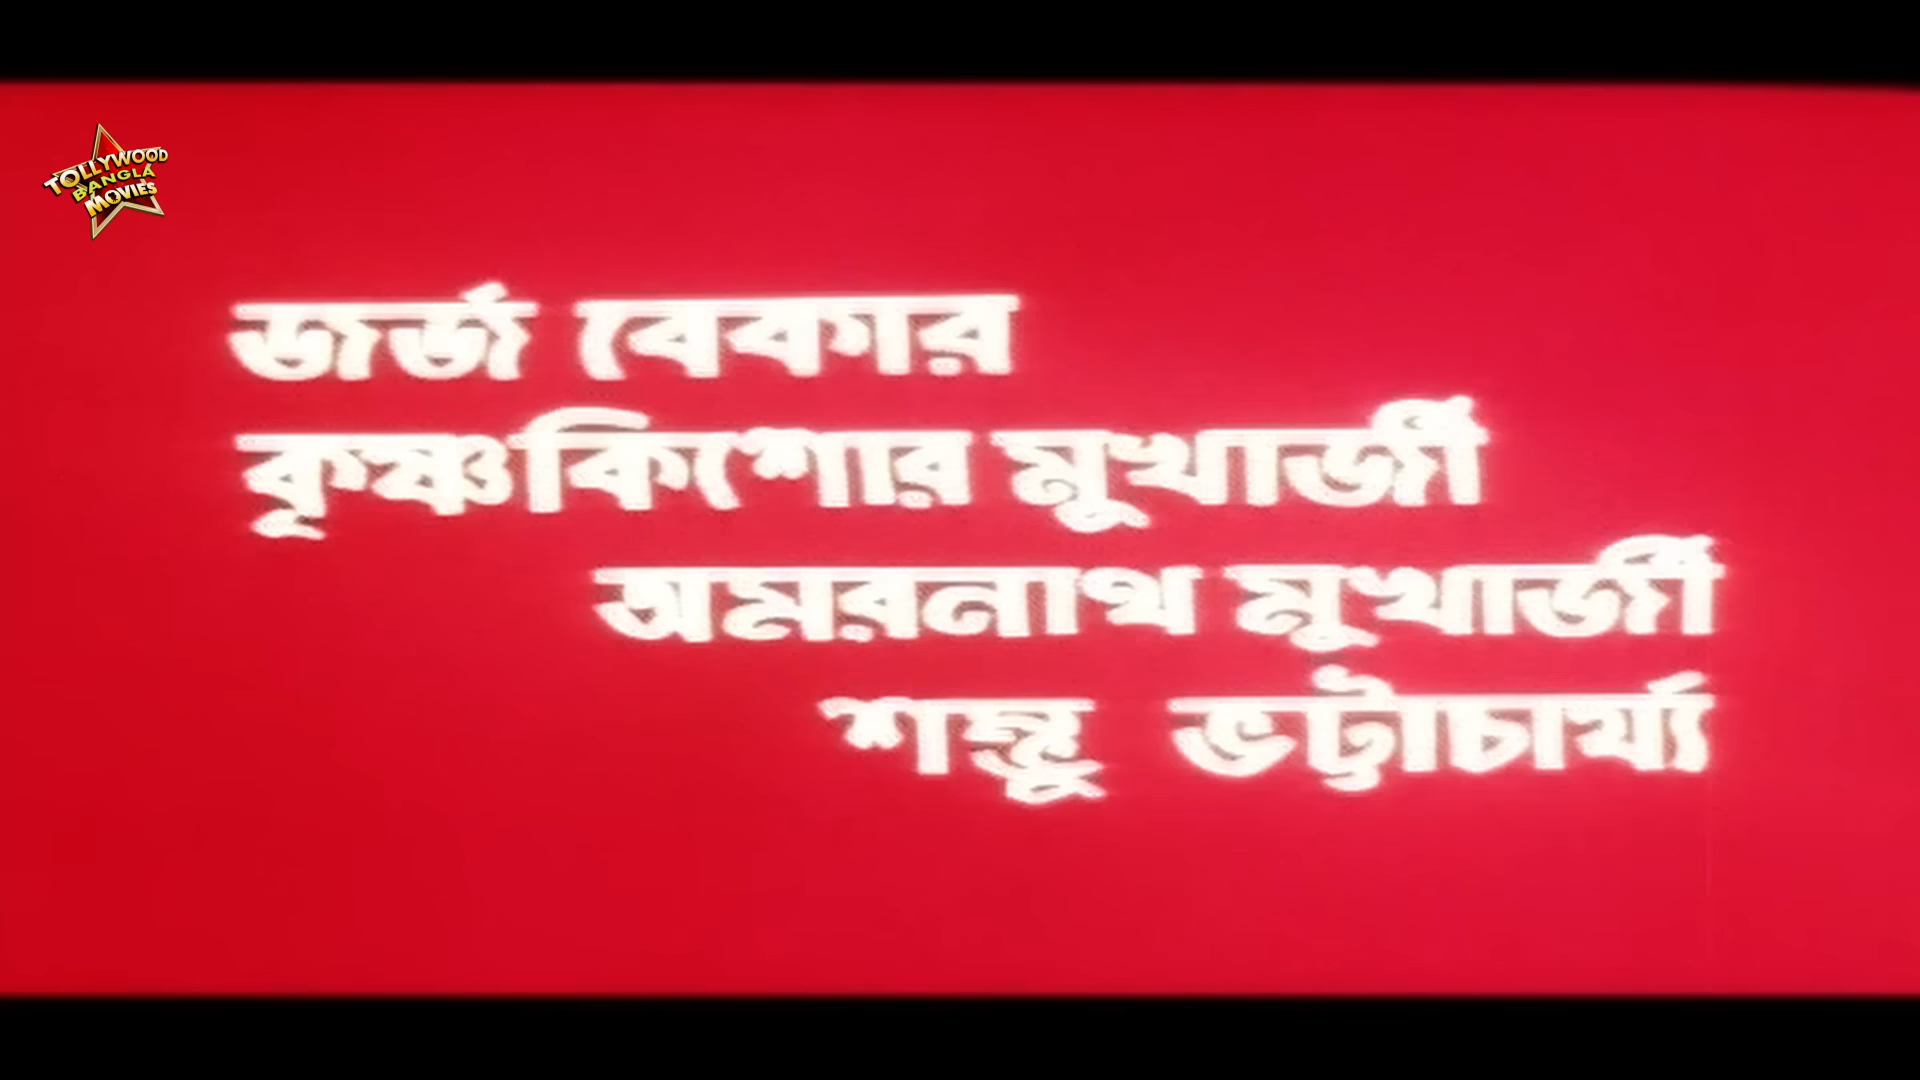 TOLLYWOOD
BANGLA
MOVIES
জর্জ বেকার
কৃষ্ণকিশোর মুখার্জী
অমরনাথ মুখার্জী
শম্ভু ভট্টাচার্য্য